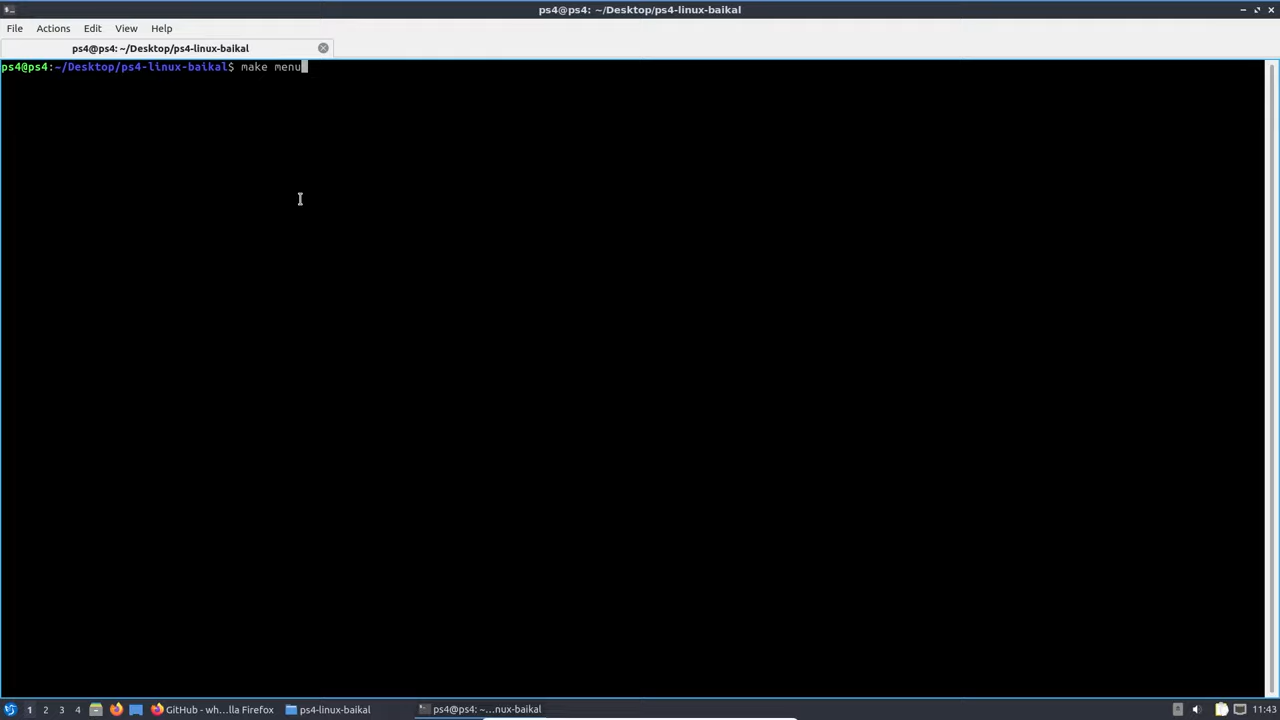 ps4@ps4: ~/Desktop/ps4-linux-baikal
File Actions Edit View Help
ps4@ps4: ~/Desktop/ps4-linux-baikal
ps4@ps4:~/Desktop/ps4-linux-baikal$ make menu
1 2 3 4 GitHub - wh...lla Firefox ps4-linux-baikal ps4@ps4: ~...nux-baikal 11:43